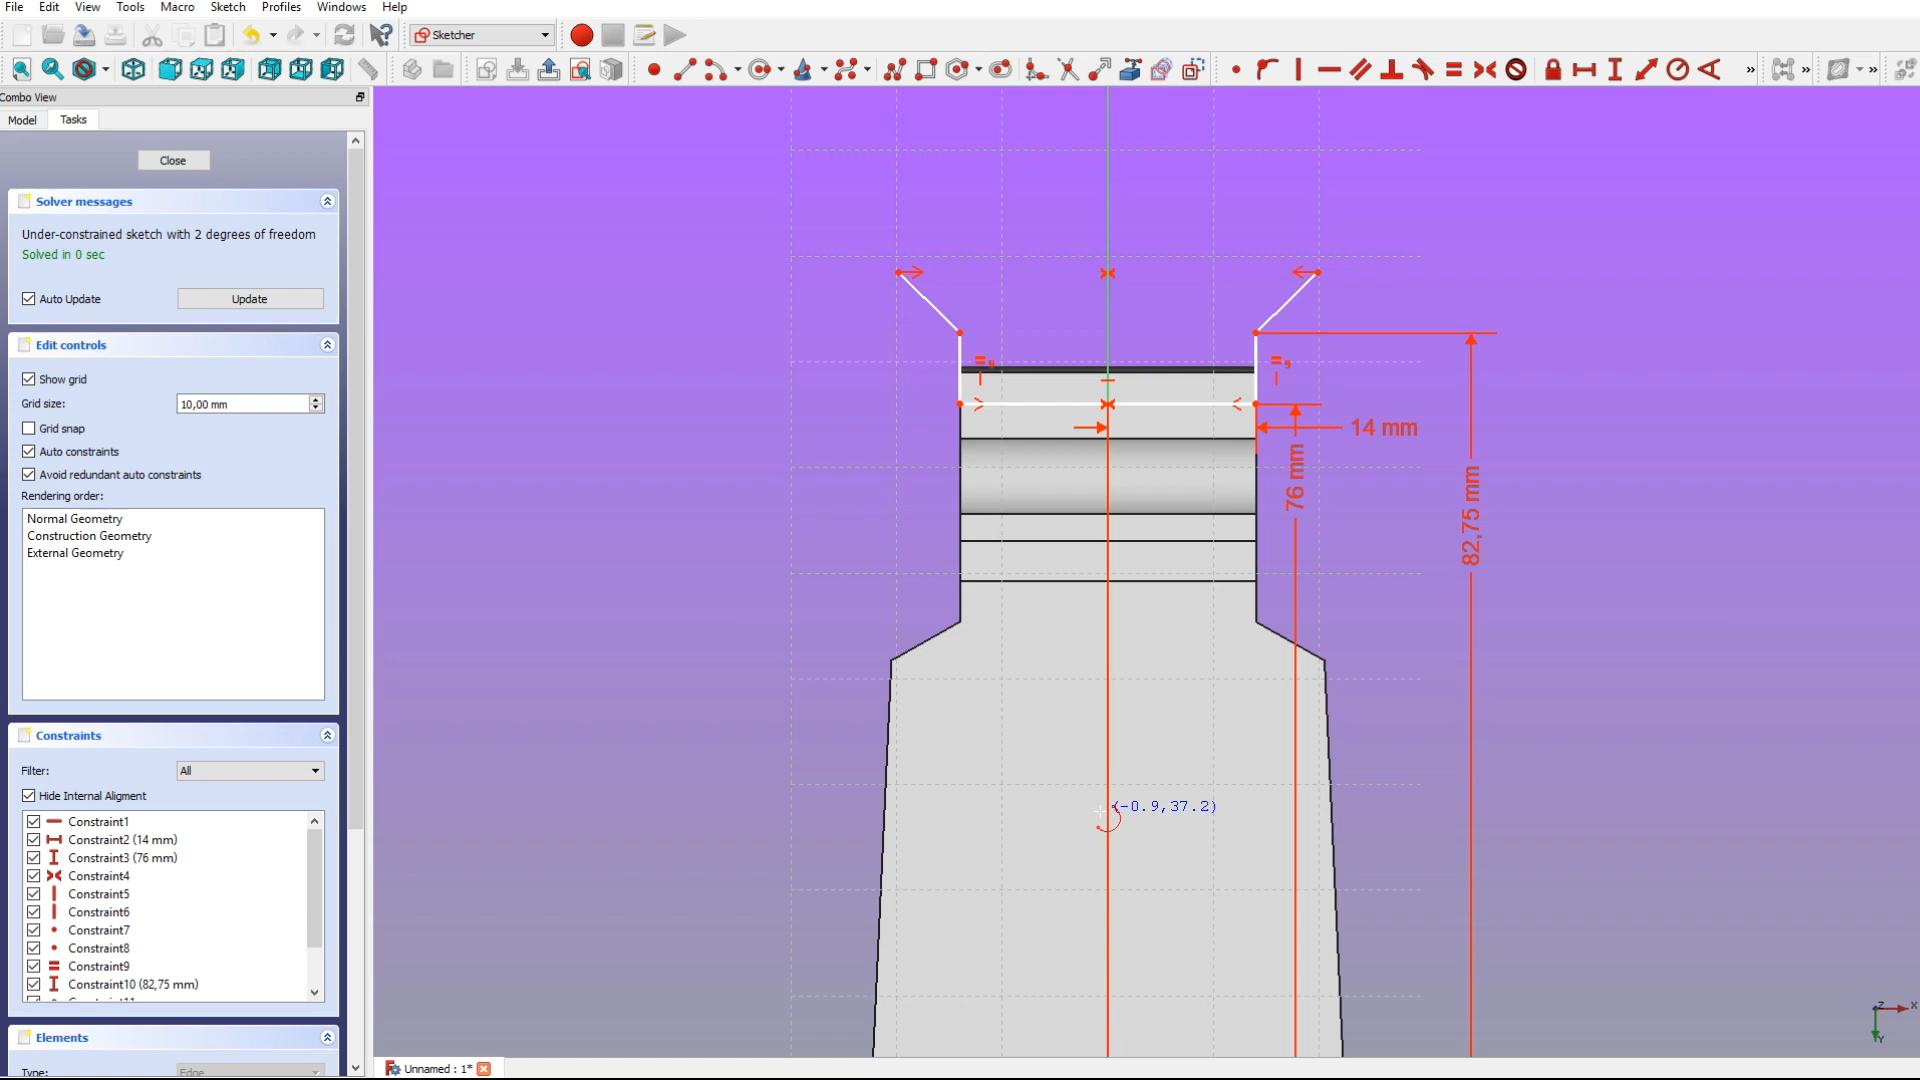 File Edit View Tools Macro Sketch Profiles Windows Help
Sketcher
Combo View
Model Tasks
Close
Solver messages
Under-constrained sketch with 2 degrees of freedom
Solved in 0 sec
Auto Update Update
Edit controls
Show grid
Grid size: 10,00 mm
Grid snap
Auto constraints
Avoid redundant auto constraints
Rendering order:
Normal Geometry
Construction Geometry
External Geometry
Constraints
Filter: All
Hide Internal Aligment
Constraint1
Constraint2 (14 mm)
Constraint3 (76 mm)
Constraint4
Constraint5
Constraint6
Constraint7
Constraint8
Constraint9
Constraint10 (82,75 mm)
Constraint11
Elements
Type: Edge
14 mm
76 mm
82,75 mm
(-0.9,37.2)
Z
X
Y
Unnamed : 1*